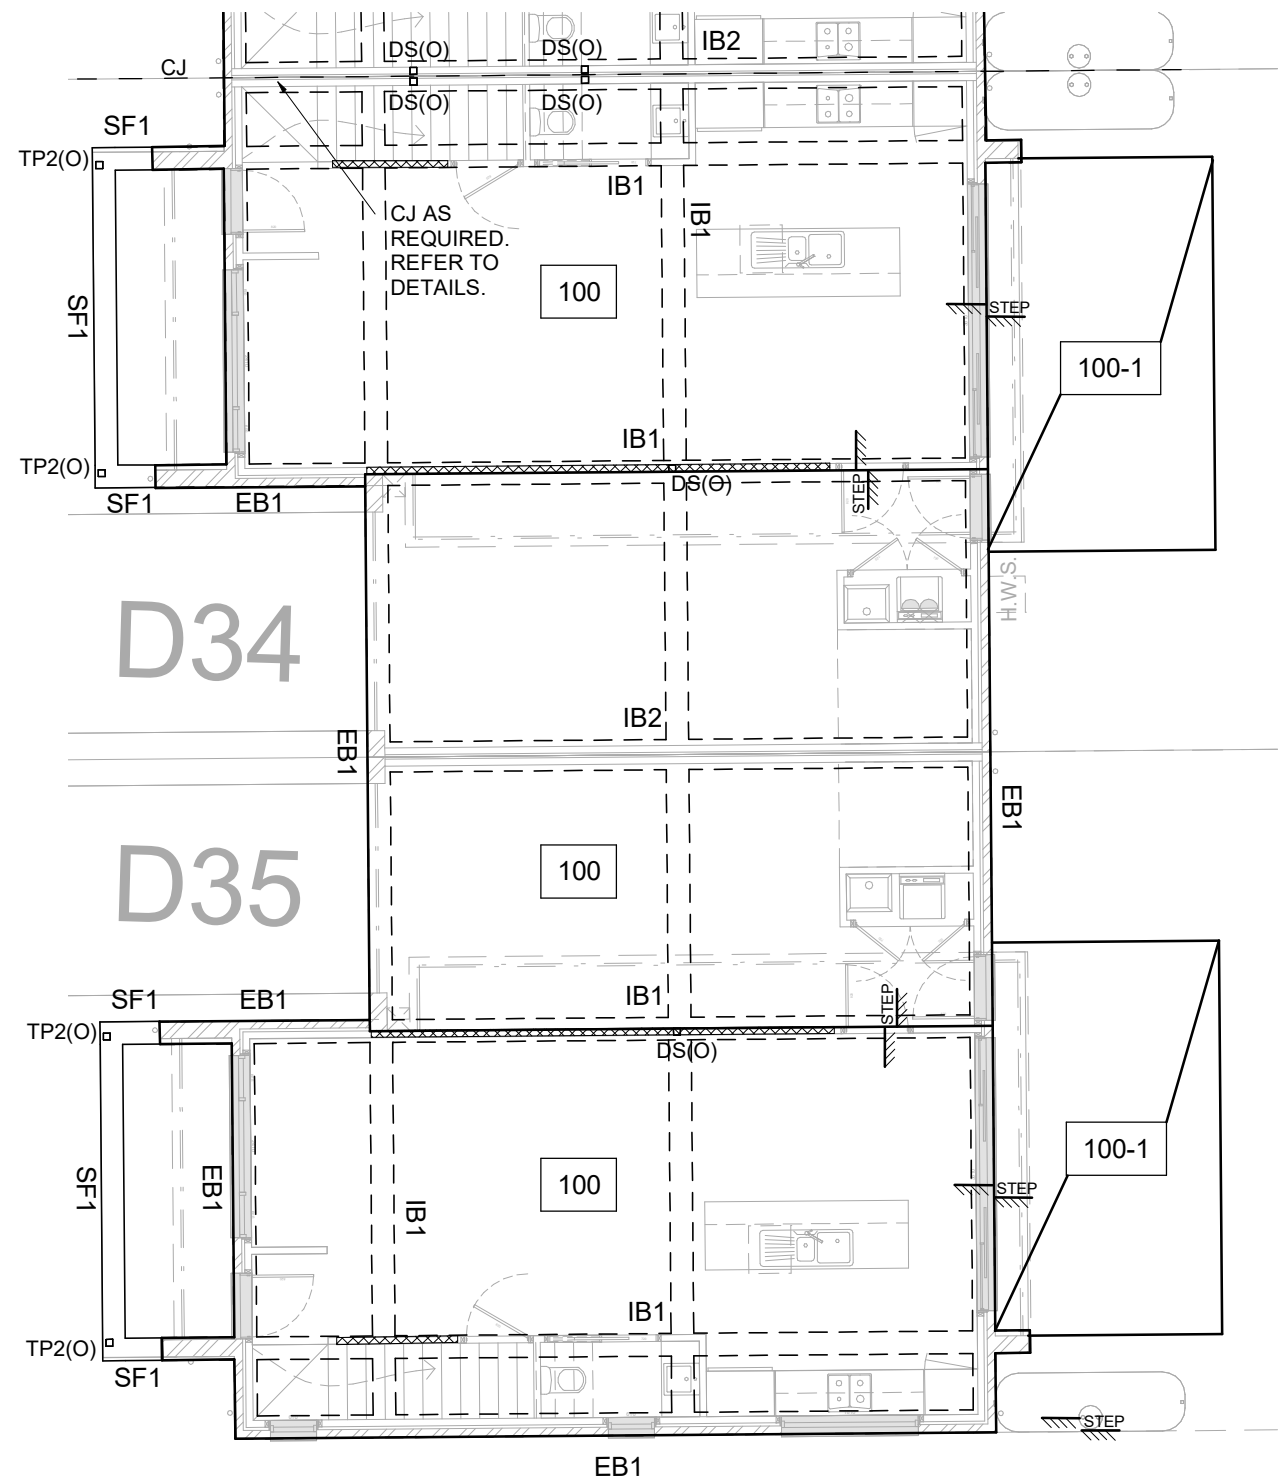 IB2
DS(O)
DS(O)
CJ
DS(O)
DS(O)
SF1
TP2(O)
IB1
IB1
CJ AS
REQUIRED.
REFER TO
DETAILS.
100
SF1
STEP
100-1
IB1
TP2(O)
SF1
EB1
DS(O)
STEP
H.W.S.
D34
IB2
EB1
EB1
D35
100
STEP
IB1
SF1
EB1
TP2(O)
DS(O)
100-1
SF1
EB1
100
STEP
IB1
IB1
TP2(O)
SF1
STEP
EB1